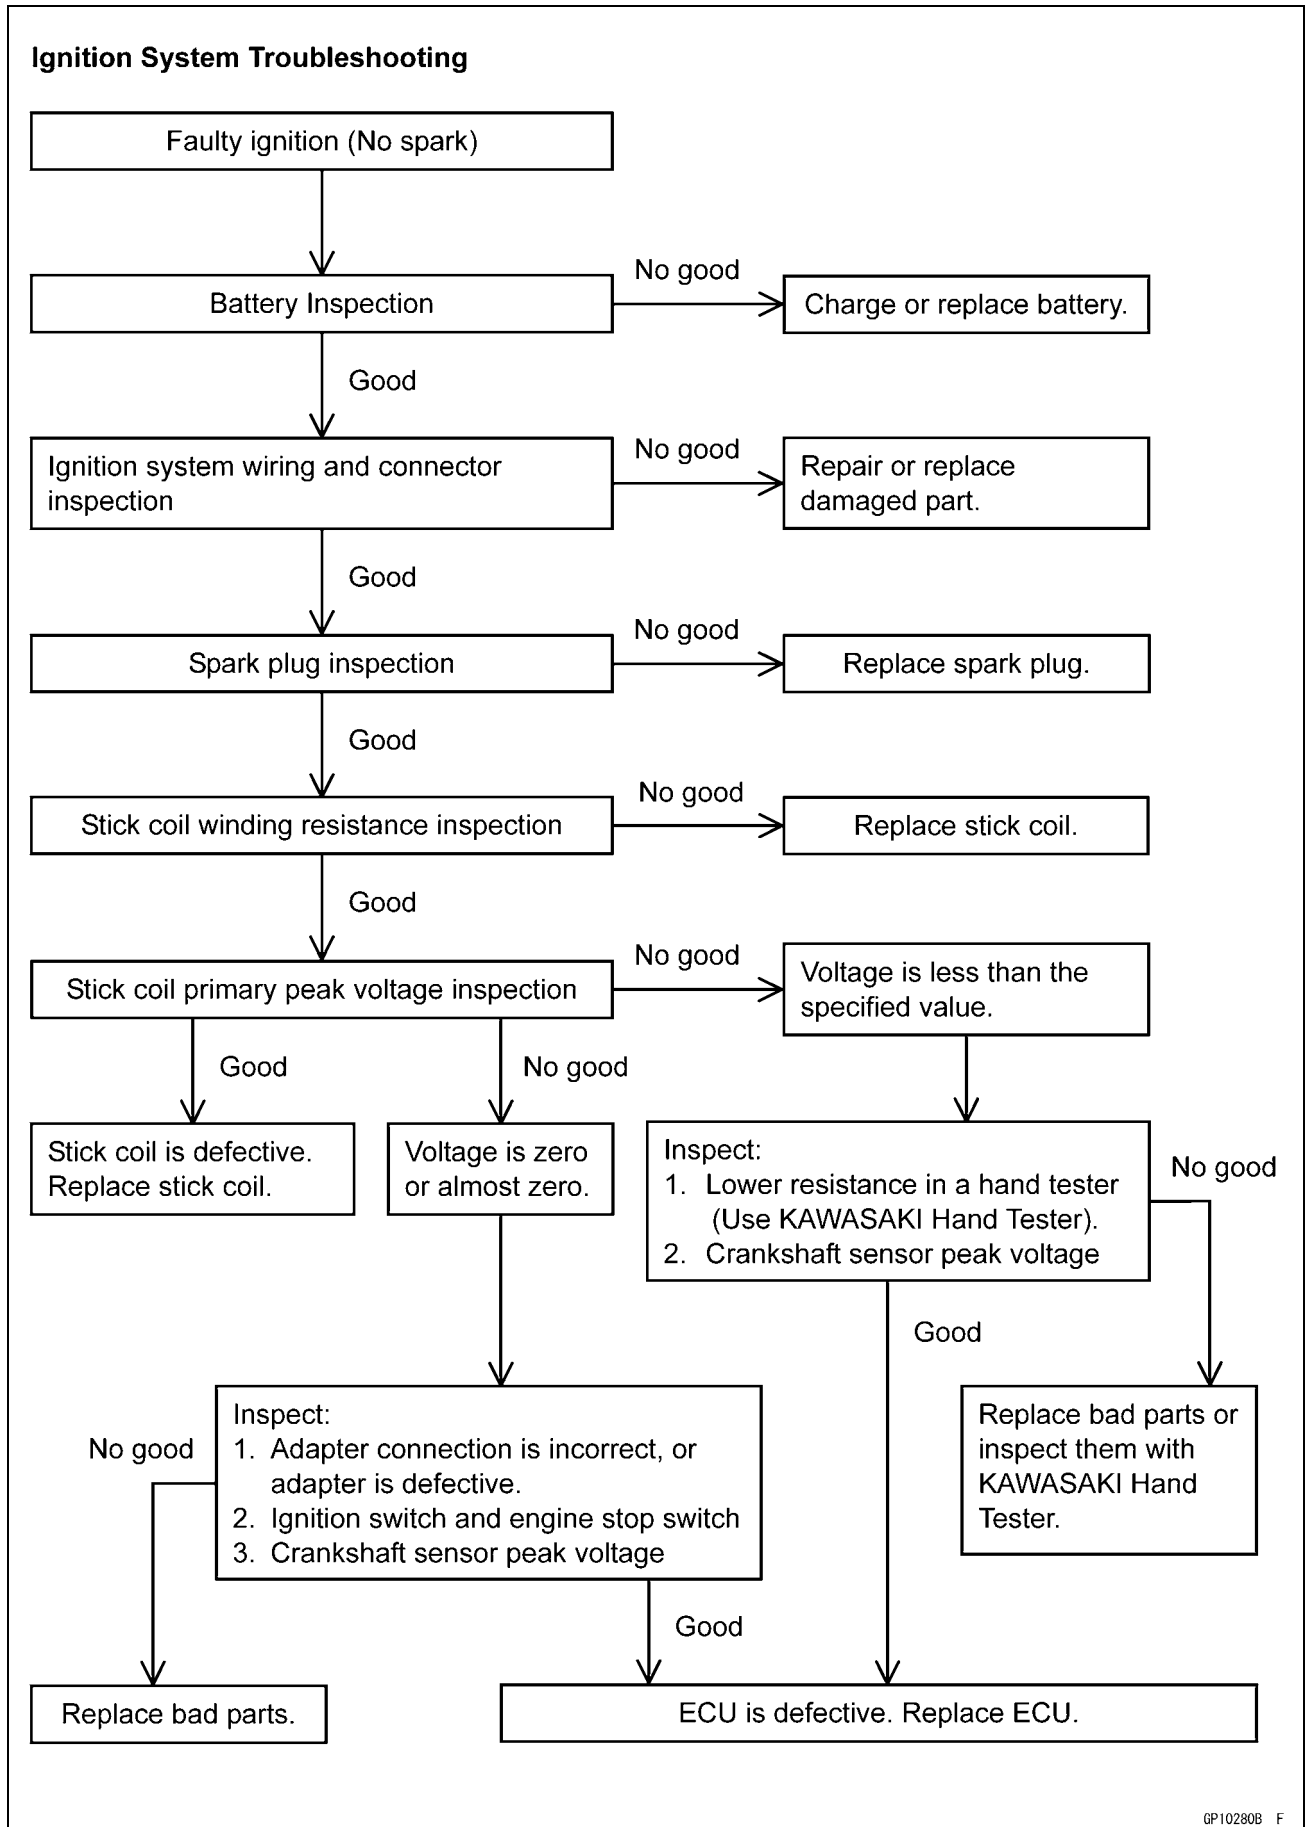 Ignition System Troubleshooting
Faulty ignition (No spark)
No good
Battery Inspection
Charge or replace battery.
Good
No good
Ignition system wiring and connector
inspection
Repair or replace
damaged part.
Good
No good
Spark plug inspection
Replace spark plug.
Good
No good
Stick coil winding resistance inspection
Replace stick coil.
Good
No good
Stick coil primary peak voltage inspection
Voltage is less than the
specified value.
Good
No good
Stick coil is defective.
Replace stick coil.
Voltage is zero
or almost zero.
Inspect:
1. Lower resistance in a hand tester
(Use KAWASAKI Hand Tester).
2. Crankshaft sensor peak voltage
No good
Good
Replace bad parts or
inspect them with
KAWASAKI Hand
Tester.
No good
Inspect:
1. Adapter connection is incorrect, or
adapter is defective.
2. Ignition switch and engine stop switch
3. Crankshaft sensor peak voltage
Good
Replace bad parts.
ECU is defective. Replace ECU.
GP10280B F